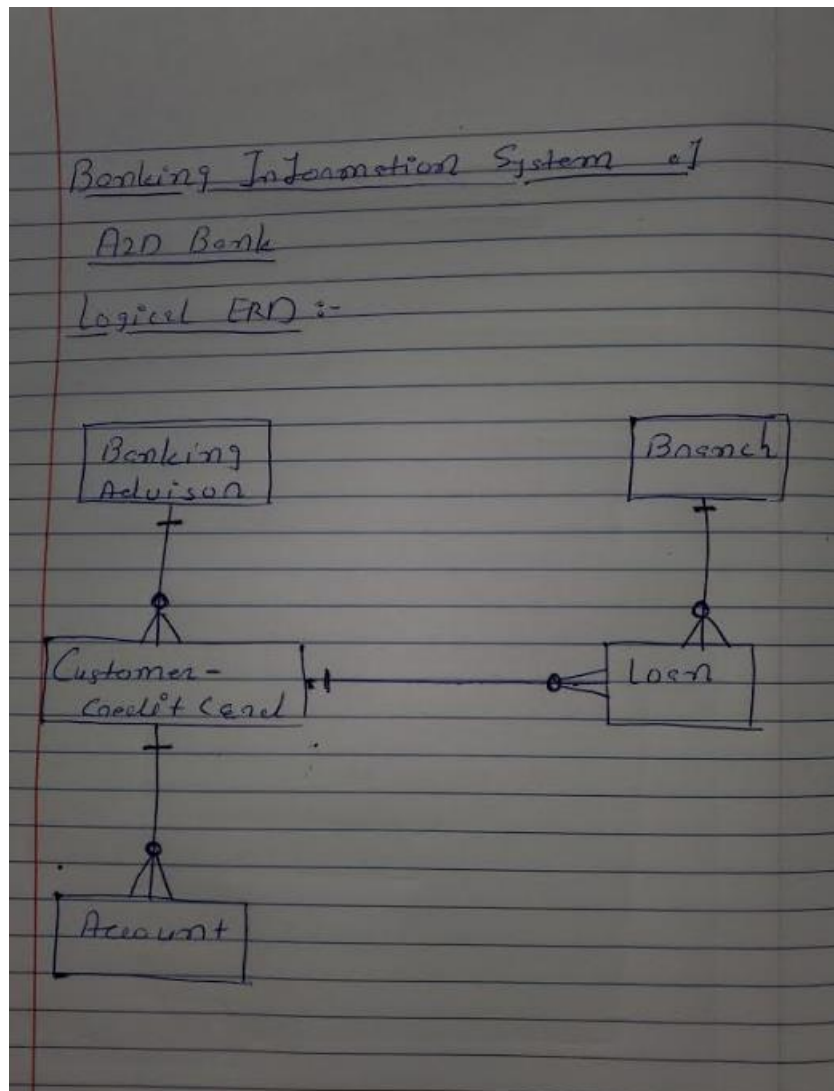 Banking Information System of
A2D Bank
Logical ERD :-
Banking
Advisor
Branch
Customer-
Credit Card
Loan
Account